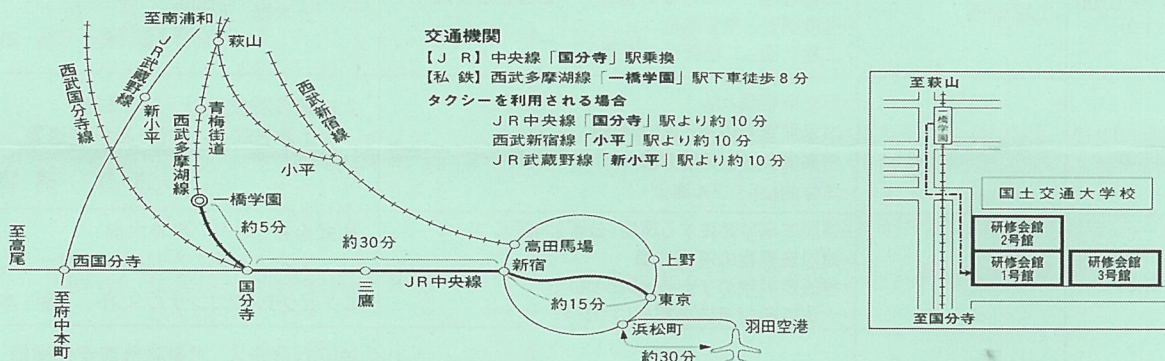 至南浦和
萩山
JR武蔵野線
西武国分寺線
新小平
西武多摩湖線
青梅街道
西武新宿線
小平
一橋学園
約5分
約30分
至高尾
西国分寺
国分寺
三鷹
JR中央線
新宿
高田馬場
上野
約15分
東京
浜松町
羽田空港
約30分
至府中本町
交通機関
【JR】中央線「国分寺」駅乗換
【私鉄】西武多摩湖線「一橋学園」駅下車徒歩8分
タクシーを利用される場合
JR中央線「国分寺」駅より約10分
西武新宿線「小平」駅より約10分
JR武蔵野線「新小平」駅より約10分
至萩山
一橋学園
国土交通大学校
研修会館
2号館
研修会館
1号館
研修会館
3号館
至国分寺